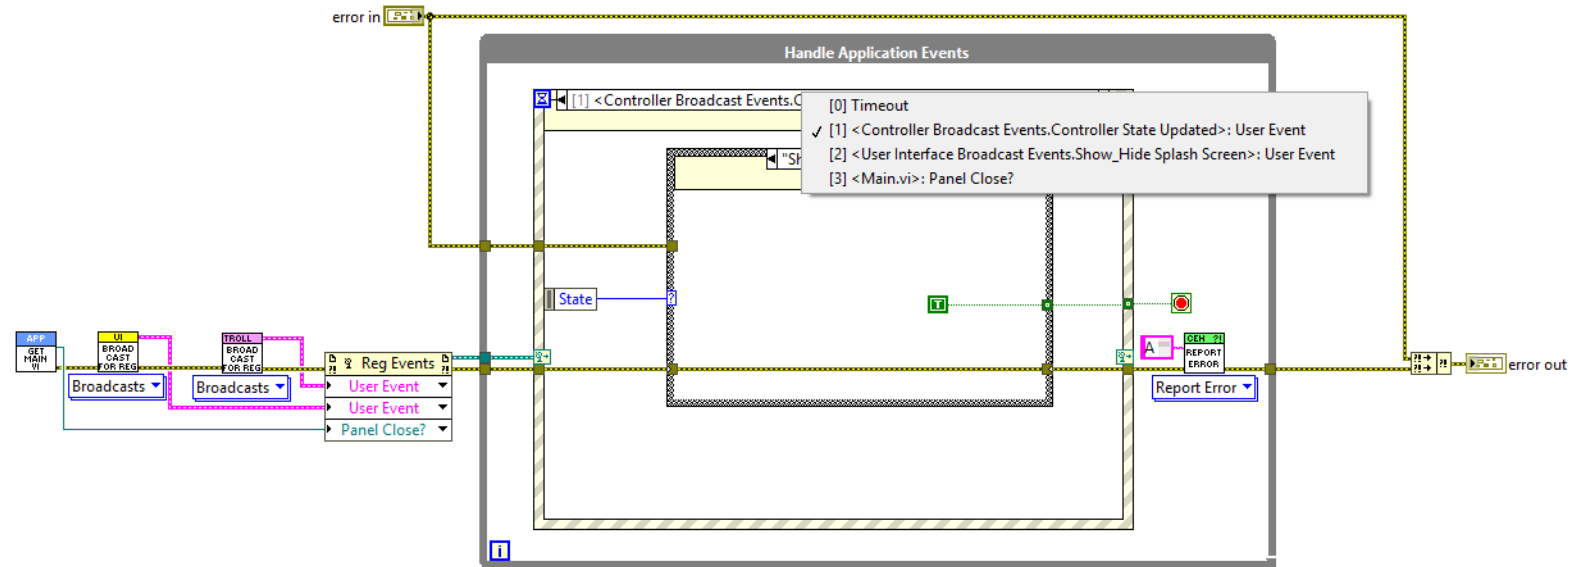 error in
Handle Application Events
[1] <Controller Broadcast Events.C
[0] Timeout
✓ [1] <Controller Broadcast Events.Controller State Updated>: User Event
[2] <User Interface Broadcast Events.Show_Hide Splash Screen>: User Event
[3] <Main.vi>: Panel Close?
"Sh
State
?
T
APP
GET
MAIN
VI
UI
BROAD
CAST
FOR REG
Broadcasts
TROLL
BROAD
CAST
FOR REG
Broadcasts
?! Reg Events ?!
User Event
User Event
Panel Close?
A
CEH ?!
REPORT
ERROR
Report Error
?!
?!
?!
error out
i